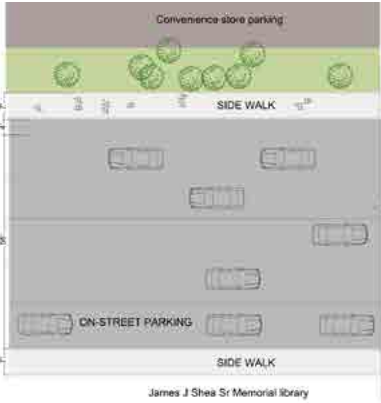 Convenience store parking
SIDE WALK
ON-STREET PARKING
SIDE WALK
James J Shea Sr Memorial library